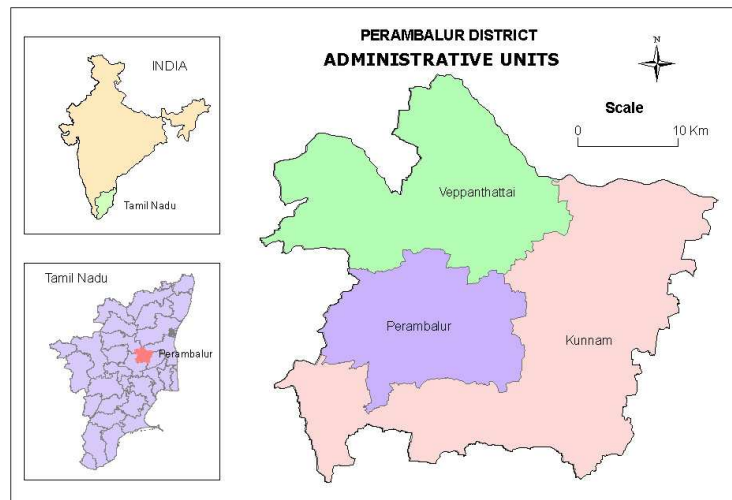 PERAMBALUR DISTRICT
ADMINISTRATIVE UNITS
N
Scale
0 10 Km
INDIA
Tamil Nadu
Tamil Nadu
Perambalur
Veppanthattai
Perambalur
Kunnam